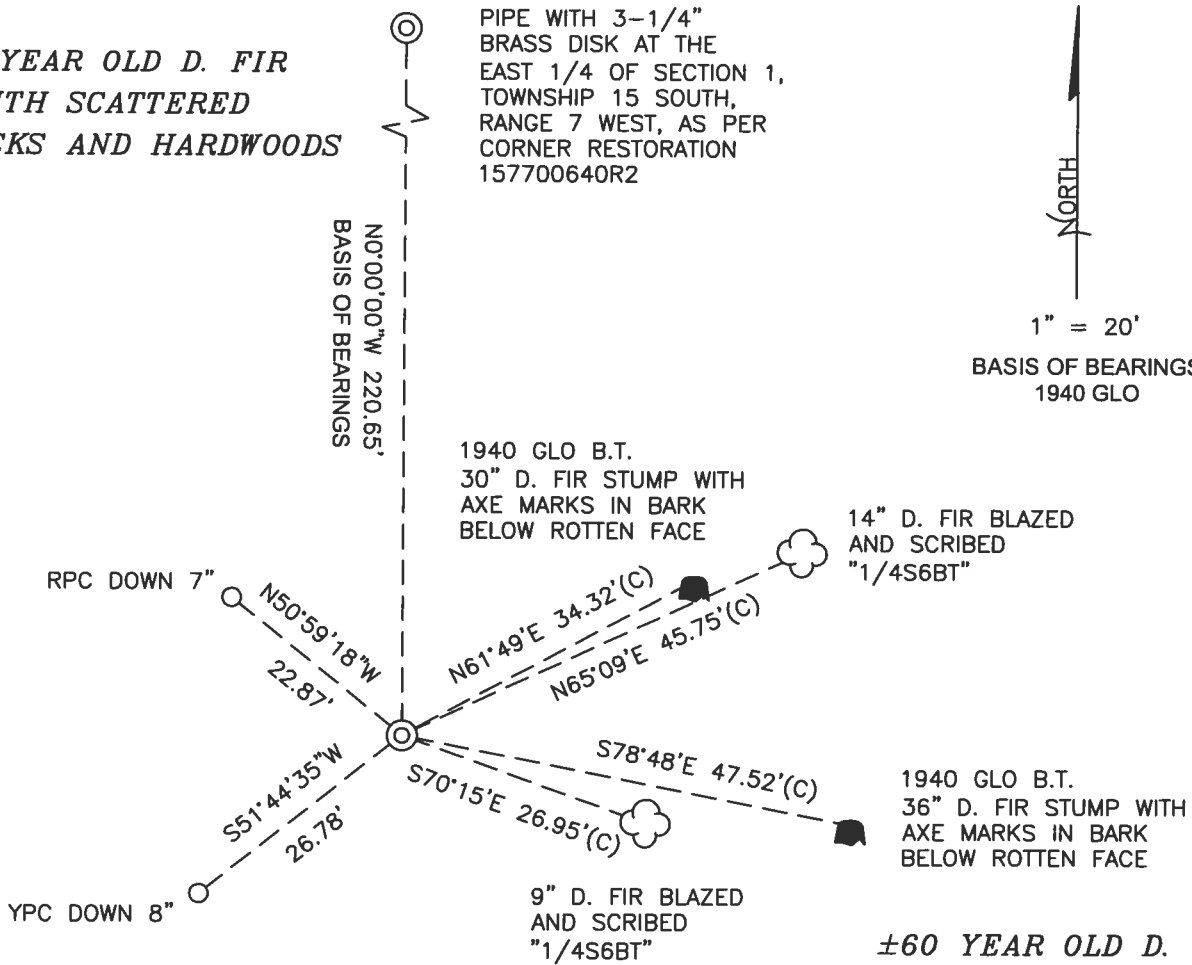 PIPE WITH 3-1/4"
BRASS DISK AT THE
EAST 1/4 OF SECTION 1,
TOWNSHIP 15 SOUTH,
RANGE 7 WEST, AS PER
CORNER RESTORATION
157700640R2
YEAR OLD D. FIR
ITH SCATTERED
CKS AND HARDWOODS
NORTH
1" = 20'
BASIS OF BEARINGS
1940 GLO
N0°00'00"W 220.65'
BASIS OF BEARINGS
1940 GLO B.T.
30" D. FIR STUMP WITH
AXE MARKS IN BARK
BELOW ROTTEN FACE
14" D. FIR BLAZED
AND SCRIBED
"1/4S6BT"
RPC DOWN 7"
N50°59'18"W
22.87'
N61°49'E 34.32'(C)
N65°09'E 45.75'(C)
S51°44'35"W
26.78'
YPC DOWN 8"
S78°48'E 47.52'(C)
S70°15'E 26.95'(C)
1940 GLO B.T.
36" D. FIR STUMP WITH
AXE MARKS IN BARK
BELOW ROTTEN FACE
9" D. FIR BLAZED
AND SCRIBED
"1/4S6BT"
±60 YEAR OLD D.